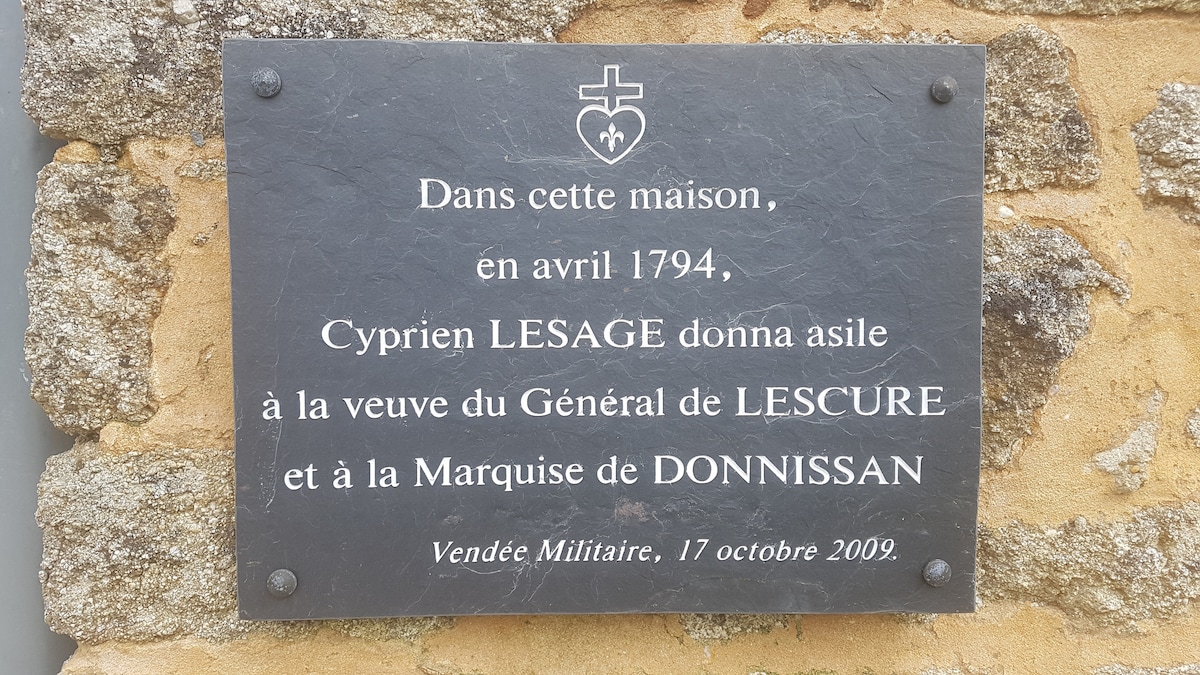 Dans cette maison,
en avril 1794,
Cyprien LESAGE donna asile
à la veuve du Général de LESCURE
et à la Marquise de DONNISSAN
Vendée Militaire, 17 octobre 2009.